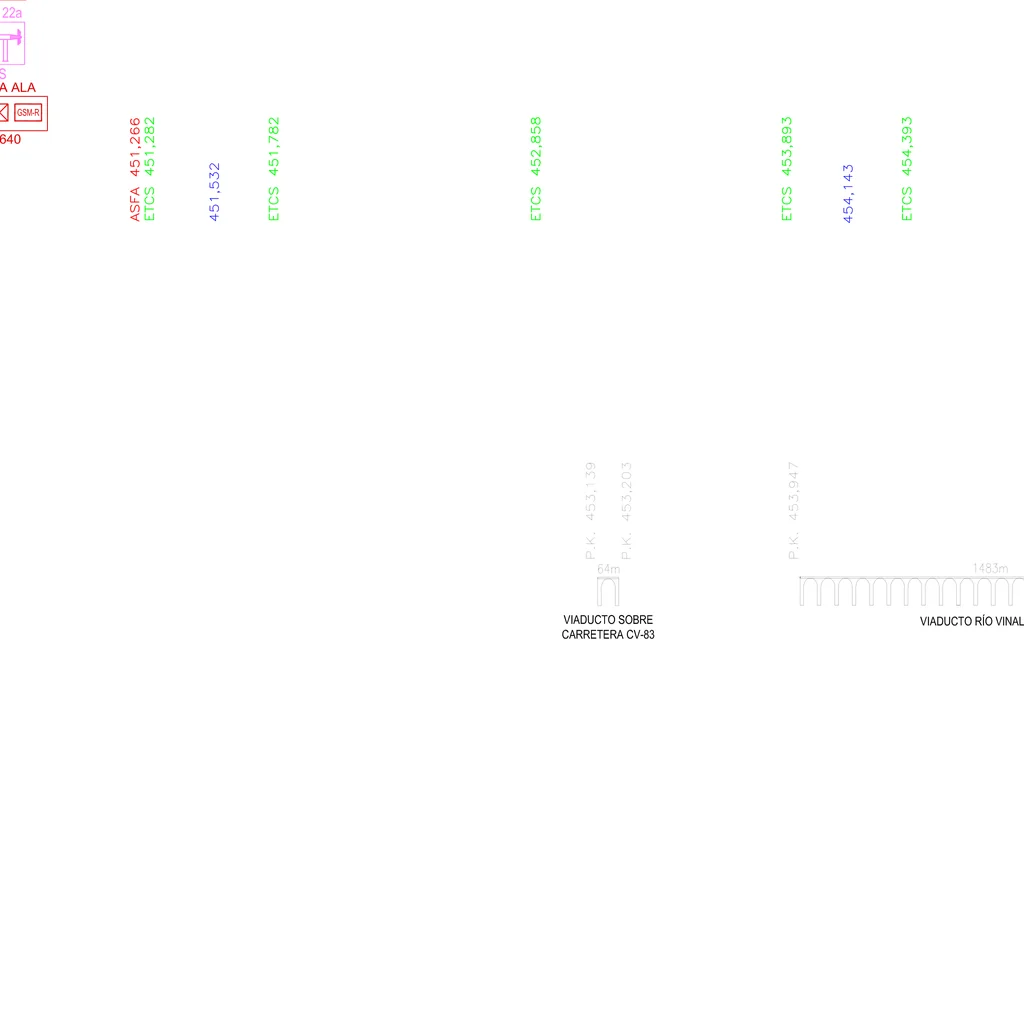 22a
S
A ALA
GSM-R
640
ASFA 451,266
ETCS 451,282
451,532
ETCS 451,782
ETCS 452,858
ETCS 453,893
454,143
ETCS 454,393
P.K. 453,139
P.K. 453,203
P.K. 453,947
64m
1483m
VIADUCTO SOBRE
CARRETERA CV-83
VIADUCTO RÍO VINAL